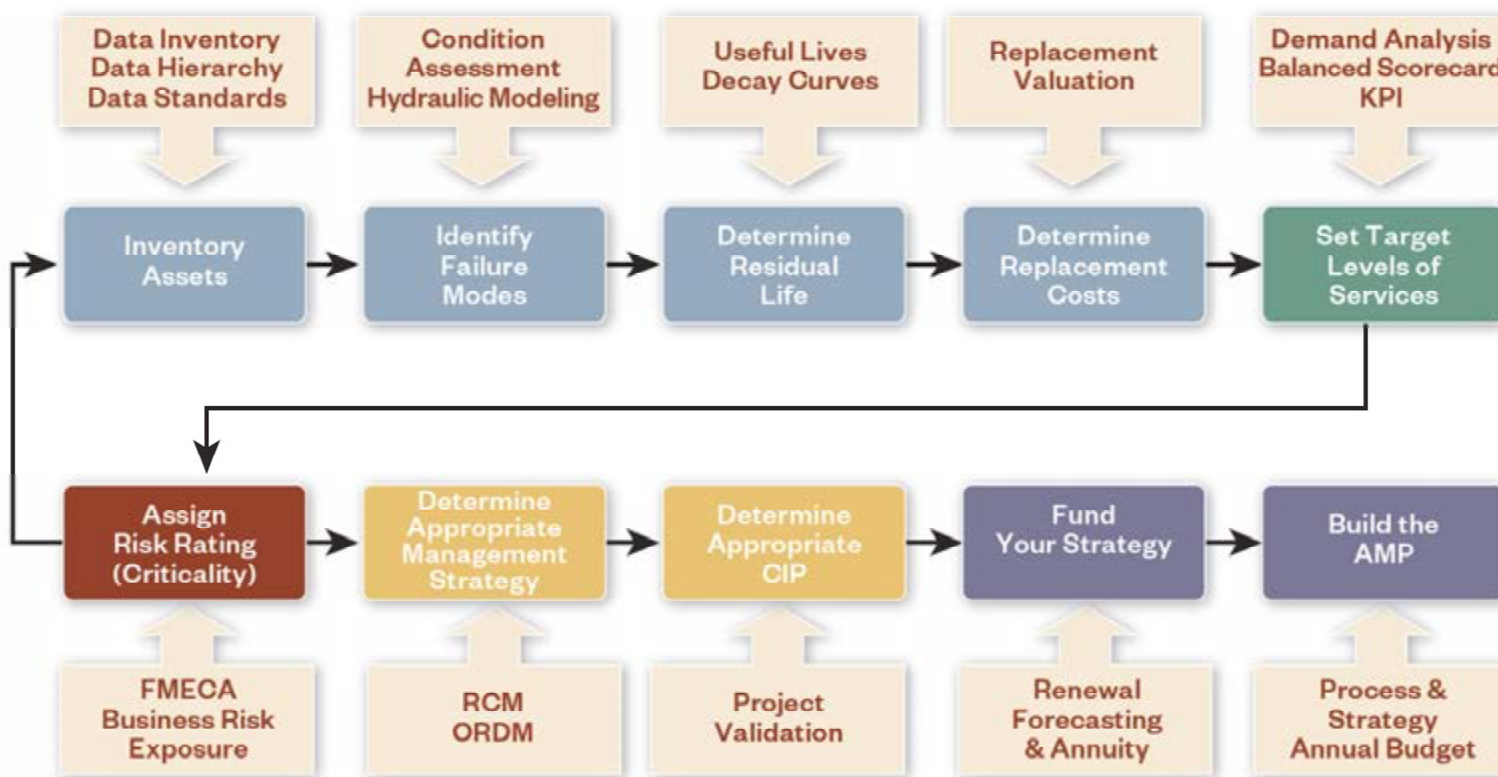 Data Inventory
Data Hierarchy
Data Standards
Condition
Assessment
Hydraulic Modeling
Useful Lives
Decay Curves
Replacement
Valuation
Demand Analysis
Balanced Scorecard
KPI
Inventory
Assets
Identify
Failure
Modes
Determine
Residual
Life
Determine
Replacement
Costs
Set Target
Levels of
Services
Assign
Risk Rating
(Criticality)
Determine
Appropriate
Management
Strategy
Determine
Appropriate
CIP
Fund
Your Strategy
Build the
AMP
FMECA
Business Risk
Exposure
RCM
ORDM
Project
Validation
Renewal
Forecasting
& Annuity
Process &
Strategy
Annual Budget